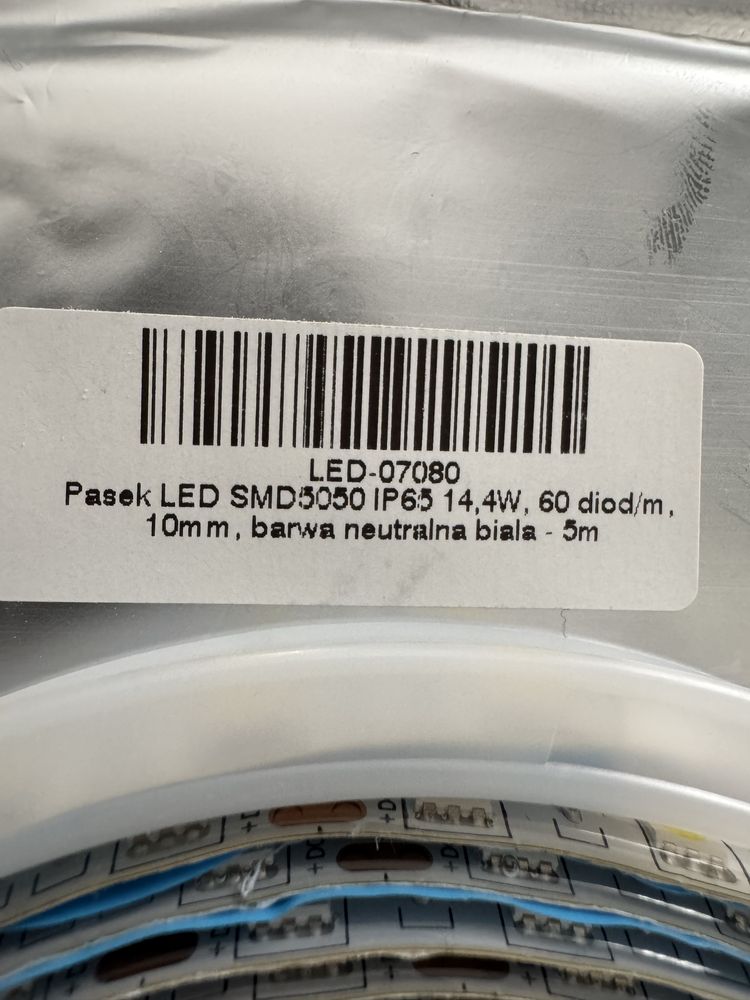 LED-07080
Pasek LED SMD5050 IP65 14,4W, 60 diod/m,
10mm, barwa neutralna biala - 5m
+D
+D
+D